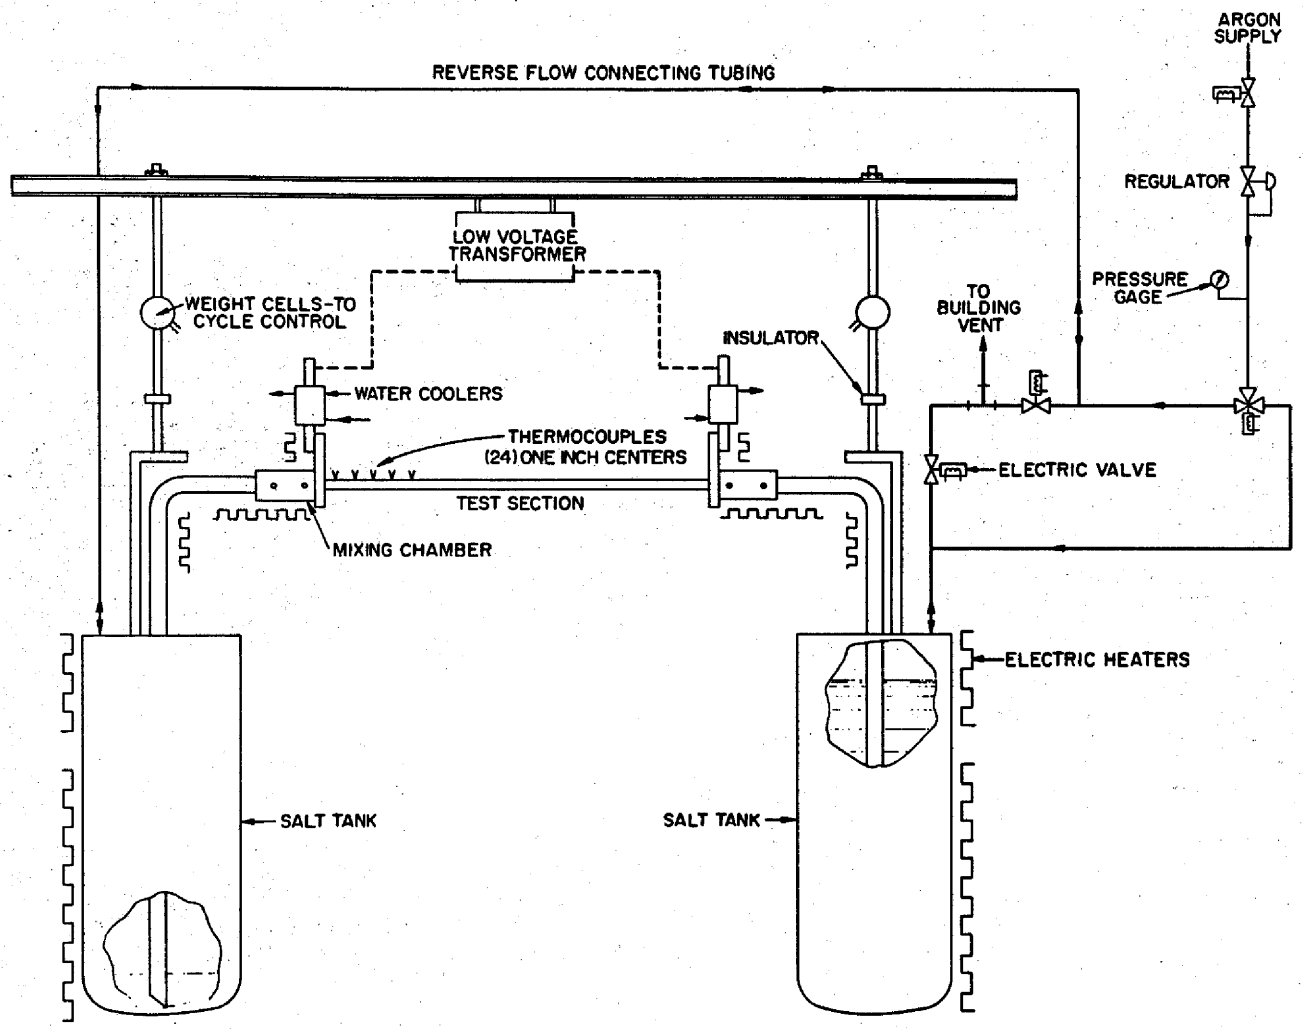 ARGON
SUPPLY
REVERSE FLOW CONNECTING TUBING
REGULATOR
LOW VOLTAGE
TRANSFORMER
PRESSURE
GAGE
TO
BUILDING
VENT
WEIGHT CELLS-TO
CYCLE CONTROL
INSULATOR
WATER COOLERS
THERMOCOUPLES
(24) ONE INCH CENTERS
ELECTRIC VALVE
TEST SECTION
MIXING CHAMBER
ELECTRIC HEATERS
SALT TANK
SALT TANK